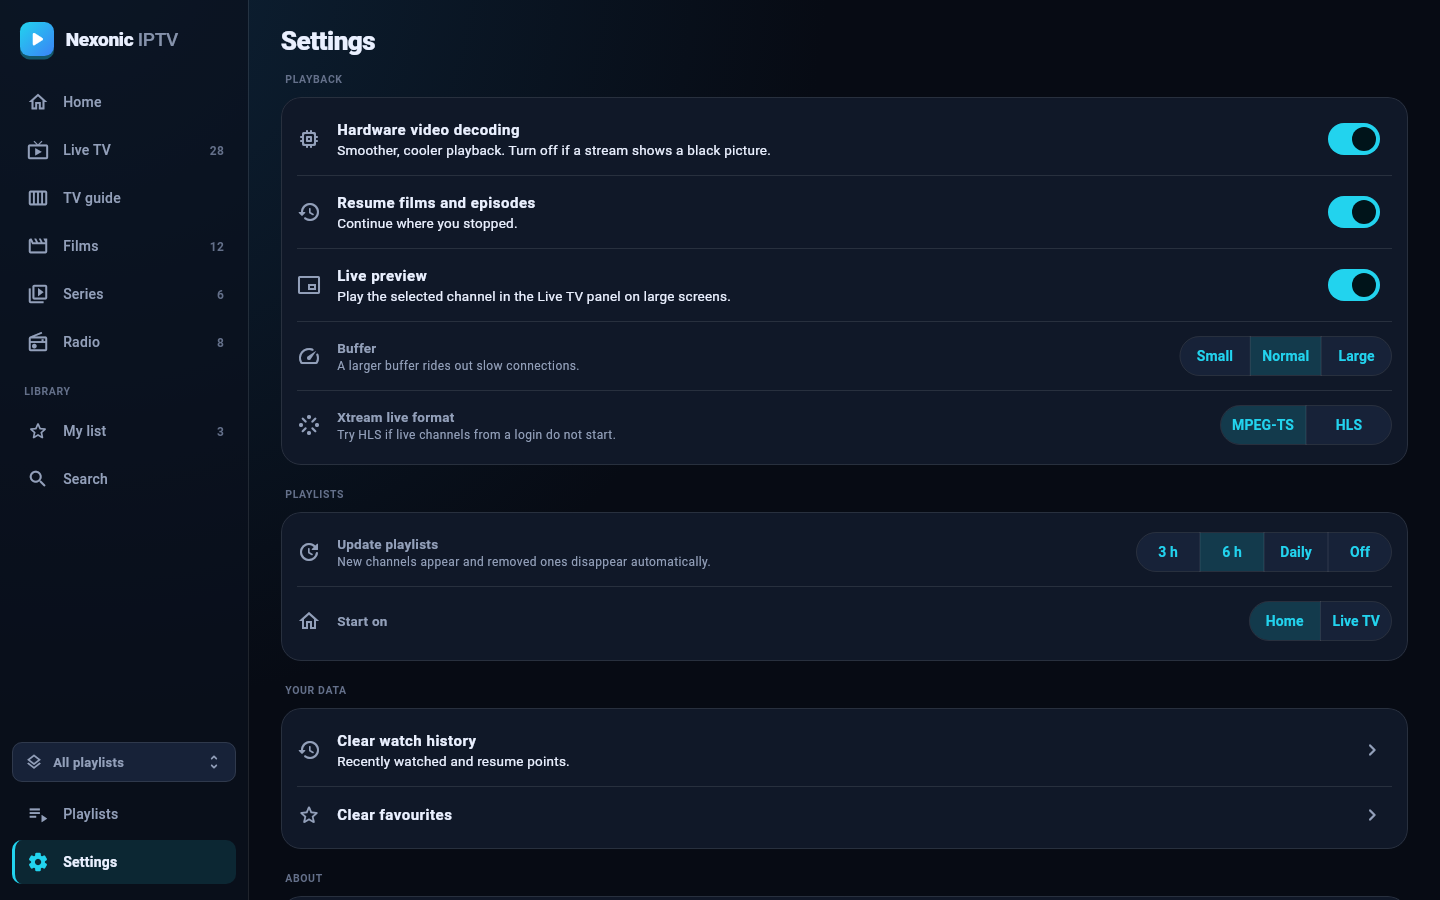 Nexonic IPTV
Home
Live TV 28
TV guide
Films 12
Series 6
Radio 8
LIBRARY
My list 3
Search
All playlists
Playlists
Settings
Settings
PLAYBACK
Hardware video decoding
Smoother, cooler playback. Turn off if a stream shows a black picture.
Resume films and episodes
Continue where you stopped.
Live preview
Play the selected channel in the Live TV panel on large screens.
Buffer
A larger buffer rides out slow connections.
Small Normal Large
Xtream live format
Try HLS if live channels from a login do not start.
MPEG-TS HLS
PLAYLISTS
Update playlists
New channels appear and removed ones disappear automatically.
3 h 6 h Daily Off
Start on
Home Live TV
YOUR DATA
Clear watch history
Recently watched and resume points.
Clear favourites
ABOUT